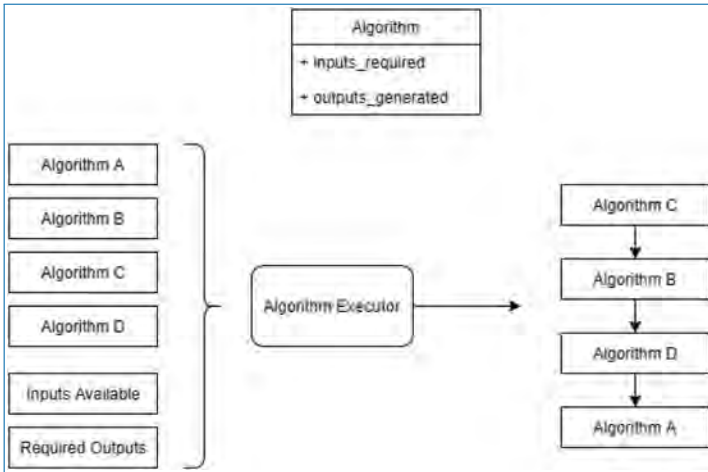 Algorithm
+ inputs_required
+ outputs_generated
Algorithm A
Algorithm B
Algorithm C
Algorithm D
Inputs Available
Required Outputs
Algorithm Executor
Algorithm C
Algorithm B
Algorithm D
Algorithm A